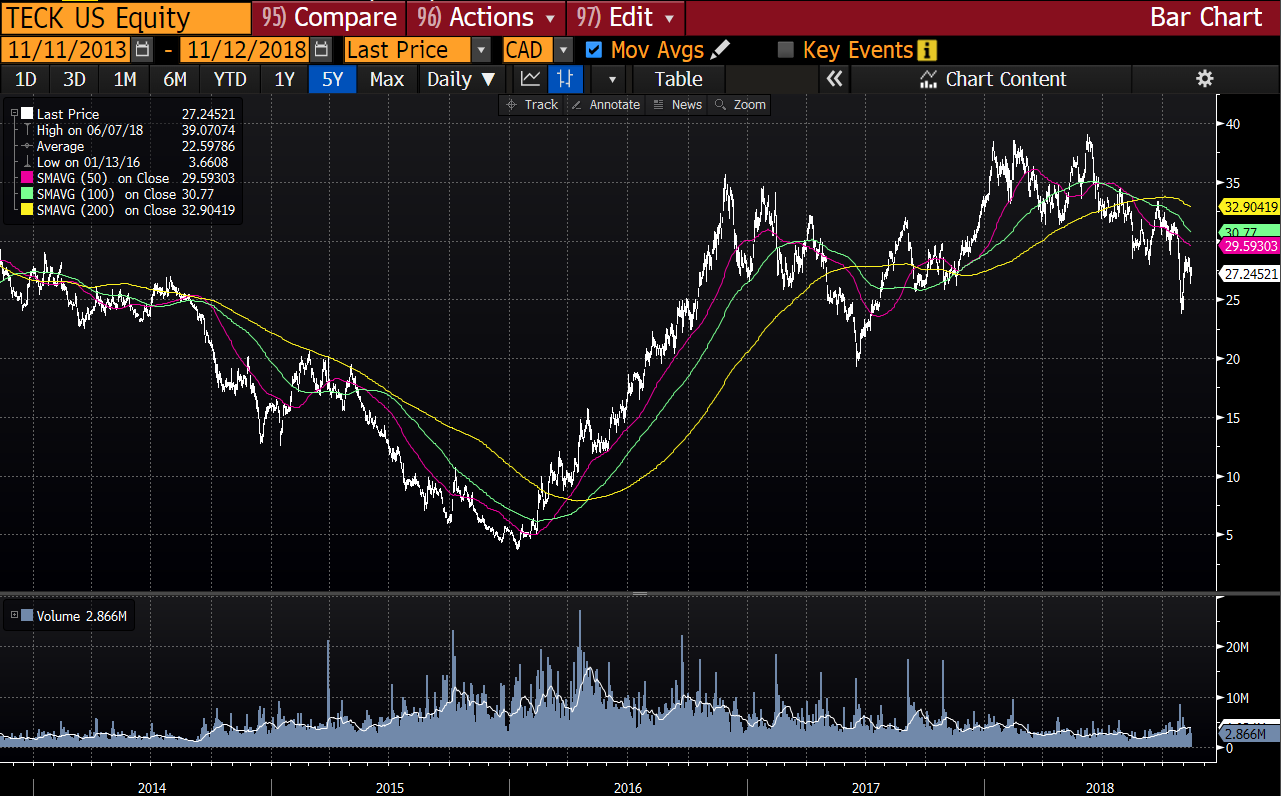 TECK US Equity 95) Compare 96) Actions 97) Edit Bar Chart
11/11/2013 - 11/12/2018 Last Price CAD Mov Avgs Key Events i
1D 3D 1M 6M YTD 1Y 5Y Max Daily ▼ Table « Chart Content
Track Annotate News Zoom
Last Price 27.24521
High on 06/07/18 39.07074
Average 22.59786
Low on 01/13/16 3.6608
SMAVG (50) on Close 29.59303
SMAVG (100) on Close 30.77
SMAVG (200) on Close 32.90419
40
35
32.90419
30.77
29.59303
27.24521
25
20
15
10
5
Volume 2.866M
20M
10M
2.866M
0
2014 2015 2016 2017 2018